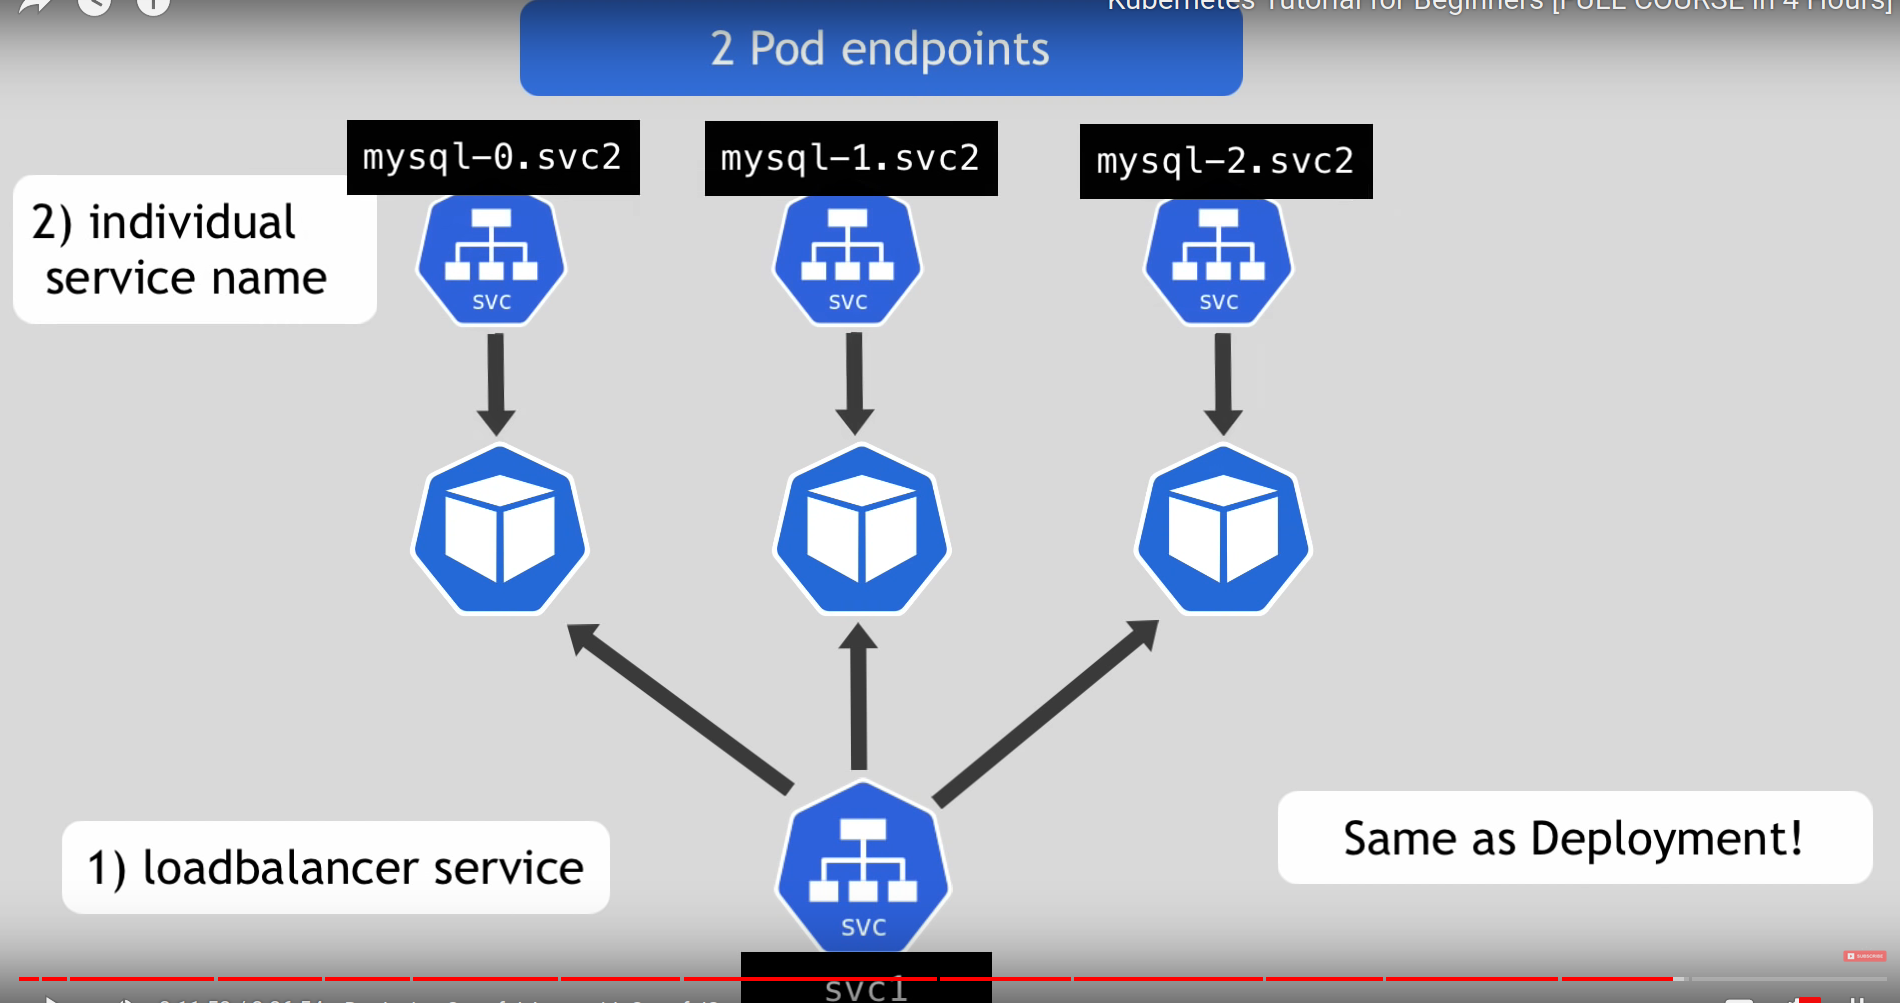 Kubernetes Tutorial for Beginners [FULL COURSE in 4 Hours]
2 Pod endpoints
mysql-0.svc2
mysql-1.svc2
mysql-2.svc2
2) individual
service name
svc
svc
svc
1) loadbalancer service
Same as Deployment!
svc
SUBSCRIBE
svc1